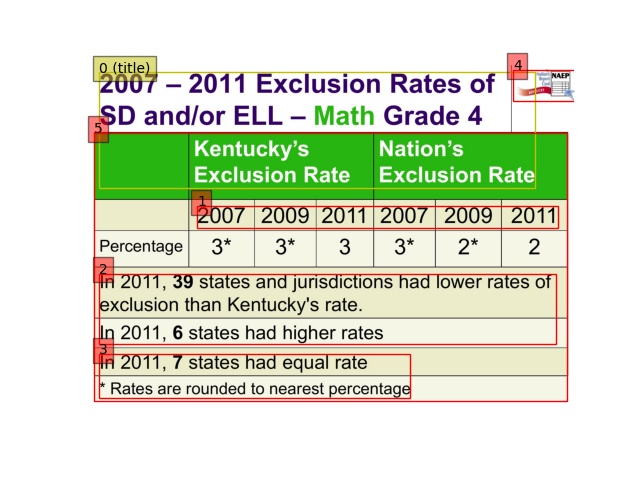 0 (title)
4
2007 – 2011 Exclusion Rates of
SD and/or ELL – Math Grade 4
NAEP
5
Kentucky's Exclusion Rate
Nation's Exclusion Rate
1
2007 2009 2011 2007 2009 2011
Percentage 3* 3* 3 3* 2* 2
2
In 2011, 39 states and jurisdictions had lower rates of
exclusion than Kentucky's rate.
In 2011, 6 states had higher rates
3
In 2011, 7 states had equal rate
* Rates are rounded to nearest percentage